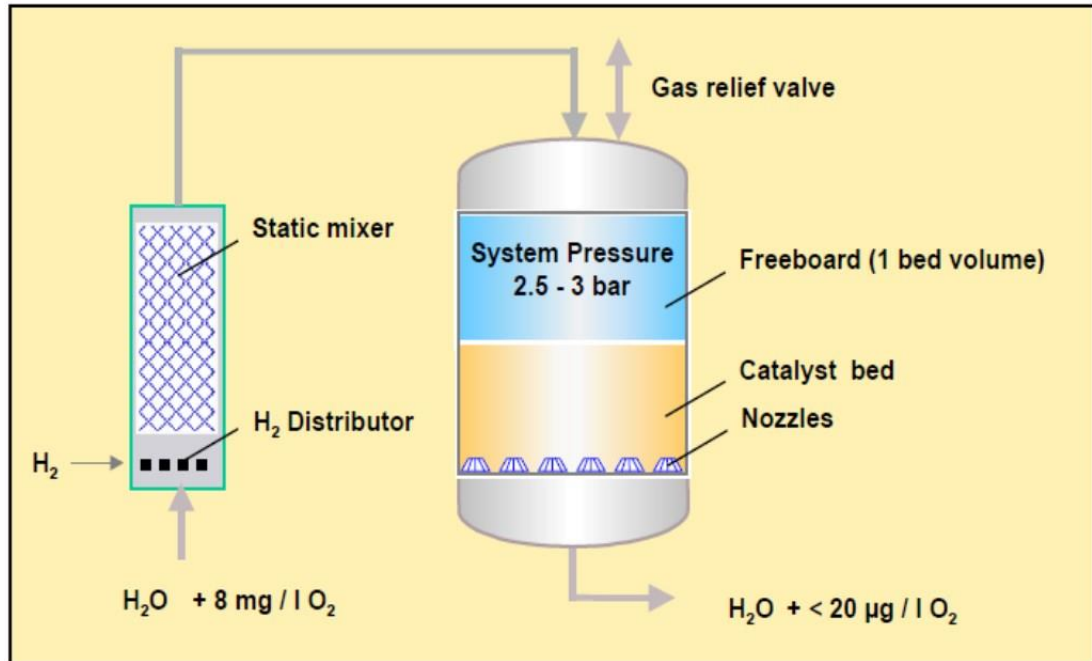 Gas relief valve
Static mixer
System Pressure
2.5 - 3 bar
Freeboard (1 bed volume)
Catalyst bed
H₂ Distributor
Nozzles
H₂
H₂O + 8 mg / l O₂
H₂O + < 20 µg / l O₂